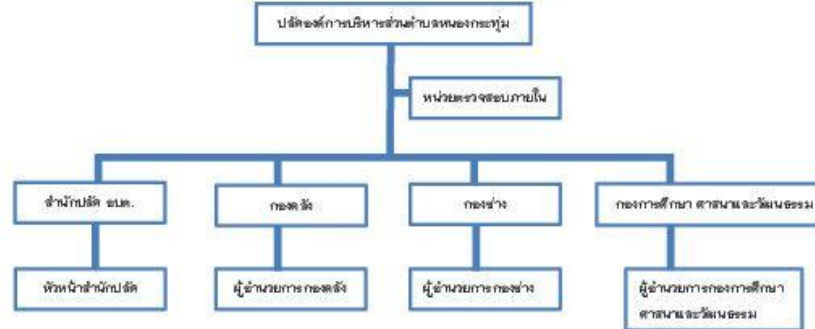 ปลัดองค์การบริหารส่วนตำบลหนองกระทุ่ม
หน่วยตรวจสอบภายใน
สำนักปลัด อบต.
กองคลัง
กองช่าง
กองการศึกษา ศาสนาและวัฒนธรรม
หัวหน้าสำนักปลัด
ผู้อำนวยการกองคลัง
ผู้อำนวยการกองช่าง
ผู้อำนวยการกองการศึกษา
ศาสนาและวัฒนธรรม